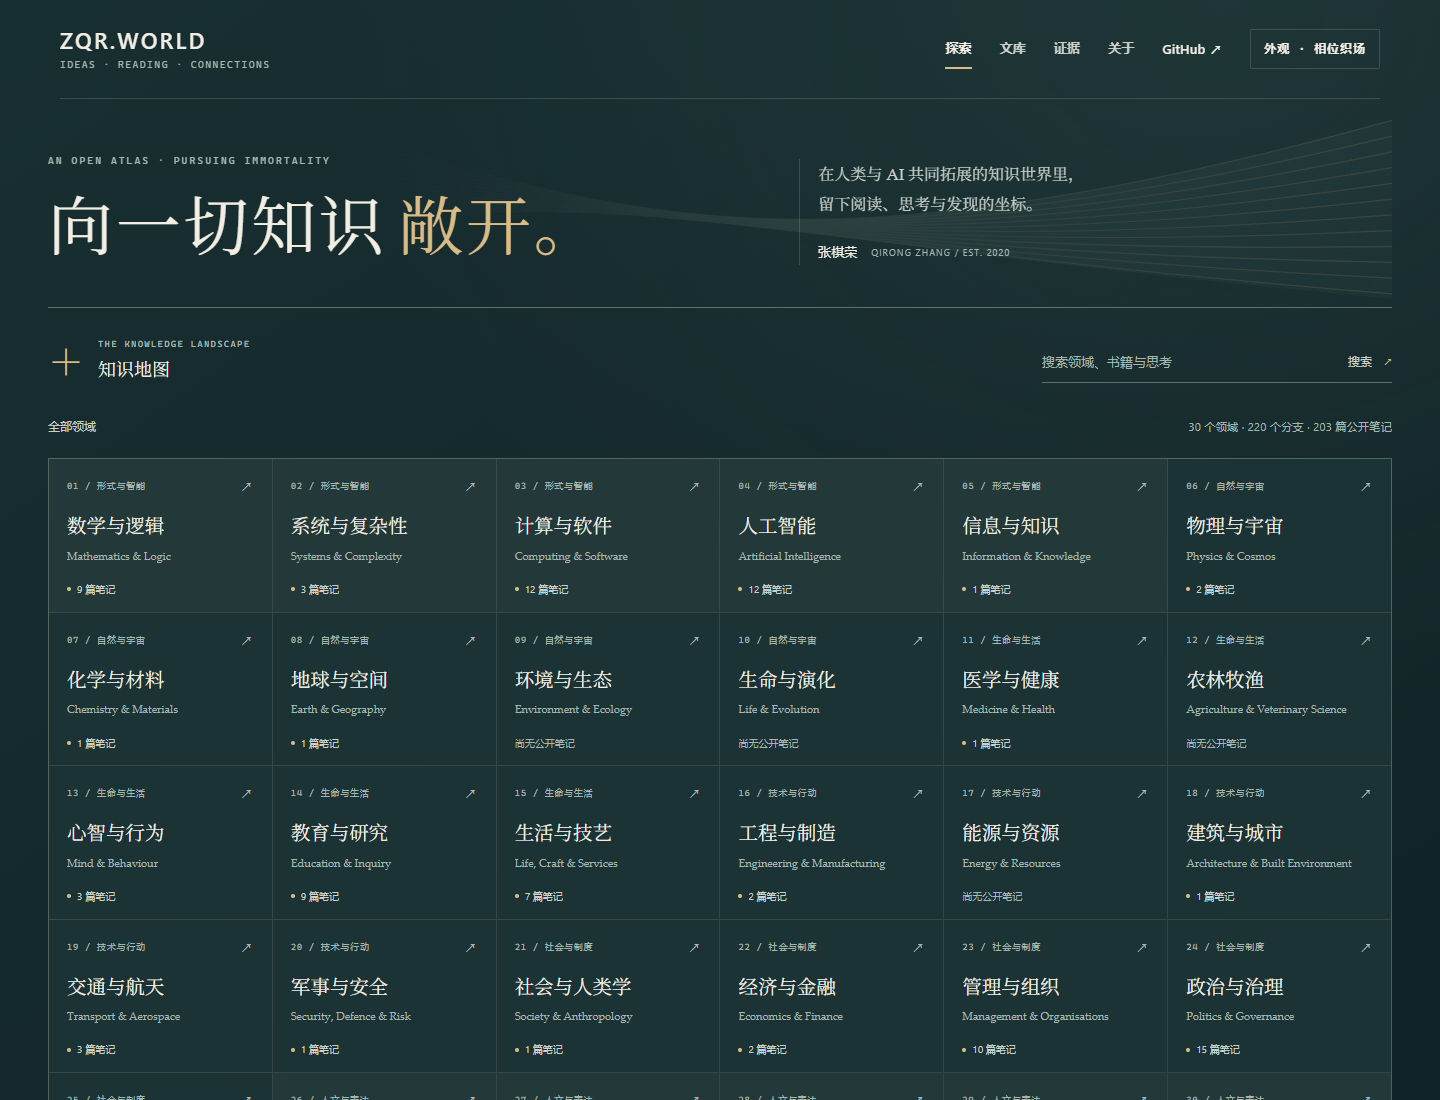 ZQR.WORLD
IDEAS · READING · CONNECTIONS
探索 文库 证据 关于 GitHub ↗ 外观 · 相位织场
AN OPEN ATLAS · PURSUING IMMORTALITY
向一切知识 敞开。
在人类与 AI 共同拓展的知识世界里，
留下阅读、思考与发现的坐标。
张棋荣 QIRONG ZHANG / EST. 2020
THE KNOWLEDGE LANDSCAPE
知识地图
搜索领域、书籍与思考 搜索 ↗
全部领域 30 个领域 · 220 个分支 · 203 篇公开笔记
01 / 形式与智能 ↗
数学与逻辑
Mathematics & Logic
9 篇笔记
02 / 形式与智能 ↗
系统与复杂性
Systems & Complexity
3 篇笔记
03 / 形式与智能 ↗
计算与软件
Computing & Software
12 篇笔记
04 / 形式与智能 ↗
人工智能
Artificial Intelligence
12 篇笔记
05 / 形式与智能 ↗
信息与知识
Information & Knowledge
1 篇笔记
06 / 自然与宇宙 ↗
物理与宇宙
Physics & Cosmos
2 篇笔记
07 / 自然与宇宙 ↗
化学与材料
Chemistry & Materials
1 篇笔记
08 / 自然与宇宙 ↗
地球与空间
Earth & Geography
1 篇笔记
09 / 自然与宇宙 ↗
环境与生态
Environment & Ecology
尚无公开笔记
10 / 自然与宇宙 ↗
生命与演化
Life & Evolution
尚无公开笔记
11 / 生命与生活 ↗
医学与健康
Medicine & Health
1 篇笔记
12 / 生命与生活 ↗
农林牧渔
Agriculture & Veterinary Science
尚无公开笔记
13 / 生命与生活 ↗
心智与行为
Mind & Behaviour
3 篇笔记
14 / 生命与生活 ↗
教育与研究
Education & Inquiry
9 篇笔记
15 / 生命与生活 ↗
生活与技艺
Life, Craft & Services
7 篇笔记
16 / 技术与行动 ↗
工程与制造
Engineering & Manufacturing
2 篇笔记
17 / 技术与行动 ↗
能源与资源
Energy & Resources
尚无公开笔记
18 / 技术与行动 ↗
建筑与城市
Architecture & Built Environment
1 篇笔记
19 / 技术与行动 ↗
交通与航天
Transport & Aerospace
3 篇笔记
20 / 技术与行动 ↗
军事与安全
Security, Defence & Risk
1 篇笔记
21 / 社会与制度 ↗
社会与人类学
Society & Anthropology
1 篇笔记
22 / 社会与制度 ↗
经济与金融
Economics & Finance
2 篇笔记
23 / 社会与制度 ↗
管理与组织
Management & Organisations
10 篇笔记
24 / 社会与制度 ↗
政治与治理
Politics & Governance
15 篇笔记